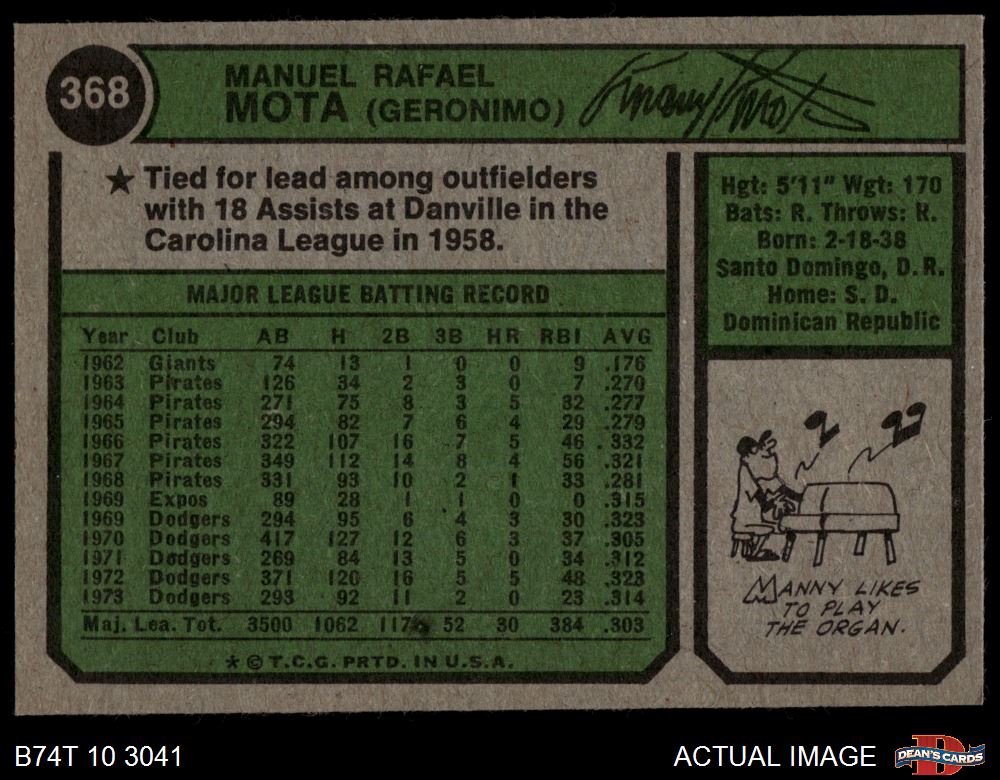 368
MANUEL RAFAEL
MOTA (GERONIMO)
Manny Mota
★ Tied for lead among outfielders
with 18 Assists at Danville in the
Carolina League in 1958.
MAJOR LEAGUE BATTING RECORD
Year Club AB H 2B 3B HR RBI AVG
1962 Giants 74 13 1 0 0 9 .176
1963 Pirates 126 34 2 3 0 7 .270
1964 Pirates 271 75 8 3 5 32 .277
1965 Pirates 294 82 7 6 4 29 .279
1966 Pirates 322 107 16 7 5 46 .332
1967 Pirates 349 112 14 8 4 56 .321
1968 Pirates 331 93 10 2 1 33 .281
1969 Expos 89 28 1 1 0 0 .315
1969 Dodgers 294 95 6 4 3 30 .323
1970 Dodgers 417 127 12 6 3 37 .305
1971 Dodgers 269 84 13 5 0 34 .312
1972 Dodgers 371 120 16 5 5 48 .323
1973 Dodgers 293 92 11 2 0 23 .314
Maj. Lea. Tot. 3500 1062 117 52 30 384 .303
★ © T.C.G. PRTD. IN U.S.A.
Hgt: 5'11" Wgt: 170
Bats: R. Throws: R.
Born: 2-18-38
Santo Domingo, D.R.
Home: S. D.
Dominican Republic
MANNY LIKES
TO PLAY
THE ORGAN.
B74T 10 3041
ACTUAL IMAGE
D
DEAN'S CARDS